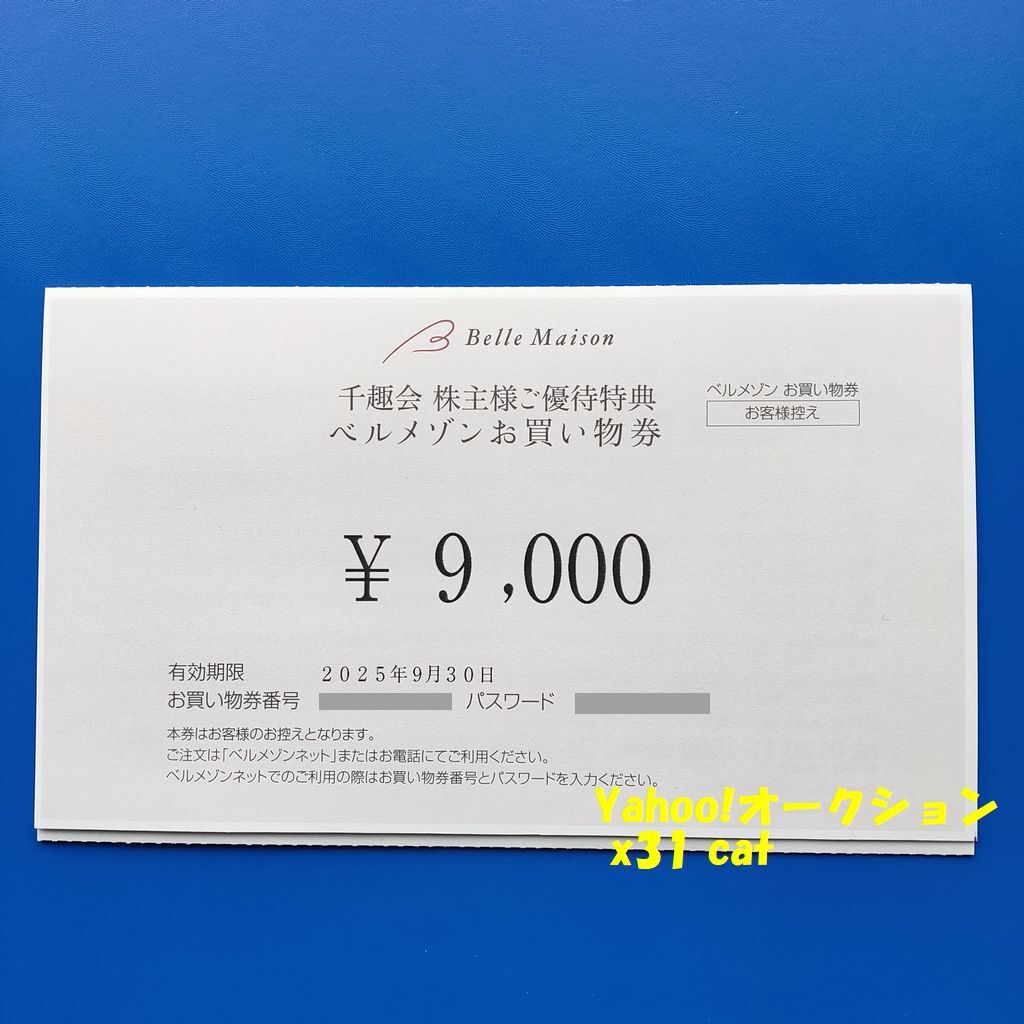 Belle Maison
千趣会 株主様ご優待特典
ベルメゾンお買い物券
ベルメゾン お買い物券
お客様控え
¥ 9,000
有効期限 2025年9月30日
お買い物券番号 パスワード
本券はお客様のお控えとなります。
ご注文は「ベルメゾンネット」またはお電話にてご利用ください。
ベルメゾンネットでのご利用の際はお買い物券番号とパスワードを入力ください。
Yahoo!オークション
x31 cat